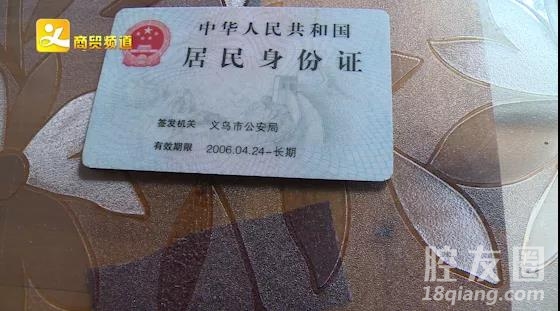 商贸频道
中华人民共和国
居民身份证
签发机关 义乌市公安局
有效期限 2006.04.24-长期
腔友圈
18qiang.com/